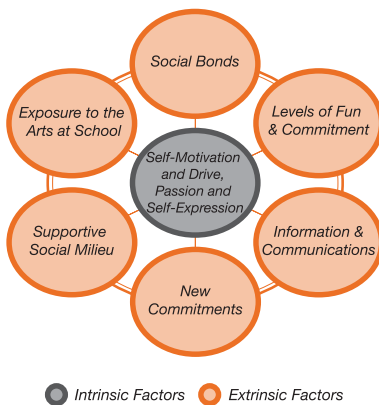 Social Bonds
Exposure to the
Arts at School
Levels of Fun
& Commitment
Self-Motivation
and Drive,
Passion and
Self-Expression
Supportive
Social Milieu
Information &
Communications
New
Commitments
Intrinsic Factors
Extrinsic Factors